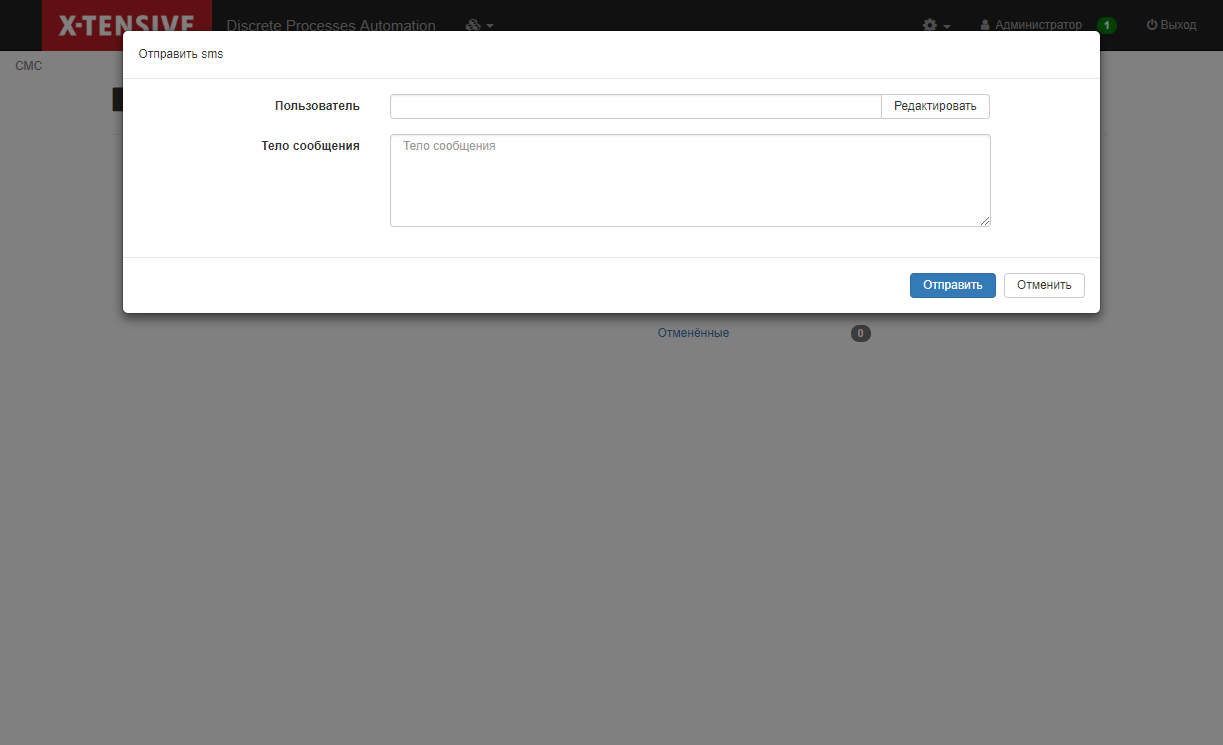 X-TENSIVE Discrete Processes Automation Администратор 1 Выход
СМС
Отправить sms
Пользователь Редактировать
Тело сообщения Тело сообщения
Отправить Отменить
Отменённые 0